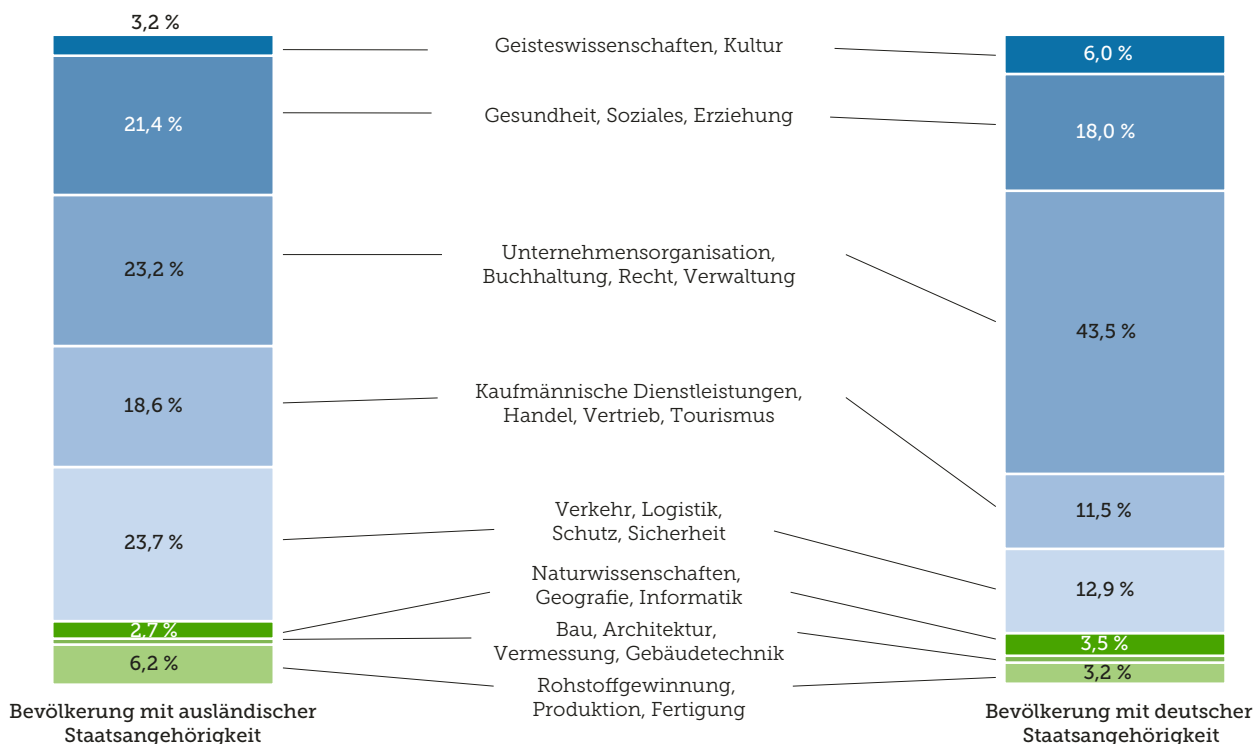 3,2 %
Geisteswissenschaften, Kultur
6,0 %
21,4 %
Gesundheit, Soziales, Erziehung
18,0 %
23,2 %
Unternehmensorganisation,
Buchhaltung, Recht, Verwaltung
43,5 %
18,6 %
Kaufmännische Dienstleistungen,
Handel, Vertrieb, Tourismus
11,5 %
23,7 %
Verkehr, Logistik,
Schutz, Sicherheit
12,9 %
2,7 %
Naturwissenschaften,
Geografie, Informatik
3,5 %
Bau, Architektur,
Vermessung, Gebäudetechnik
6,2 %
Rohstoffgewinnung,
Produktion, Fertigung
3,2 %
Bevölkerung mit ausländischer
Staatsangehörigkeit
Bevölkerung mit deutscher
Staatsangehörigkeit